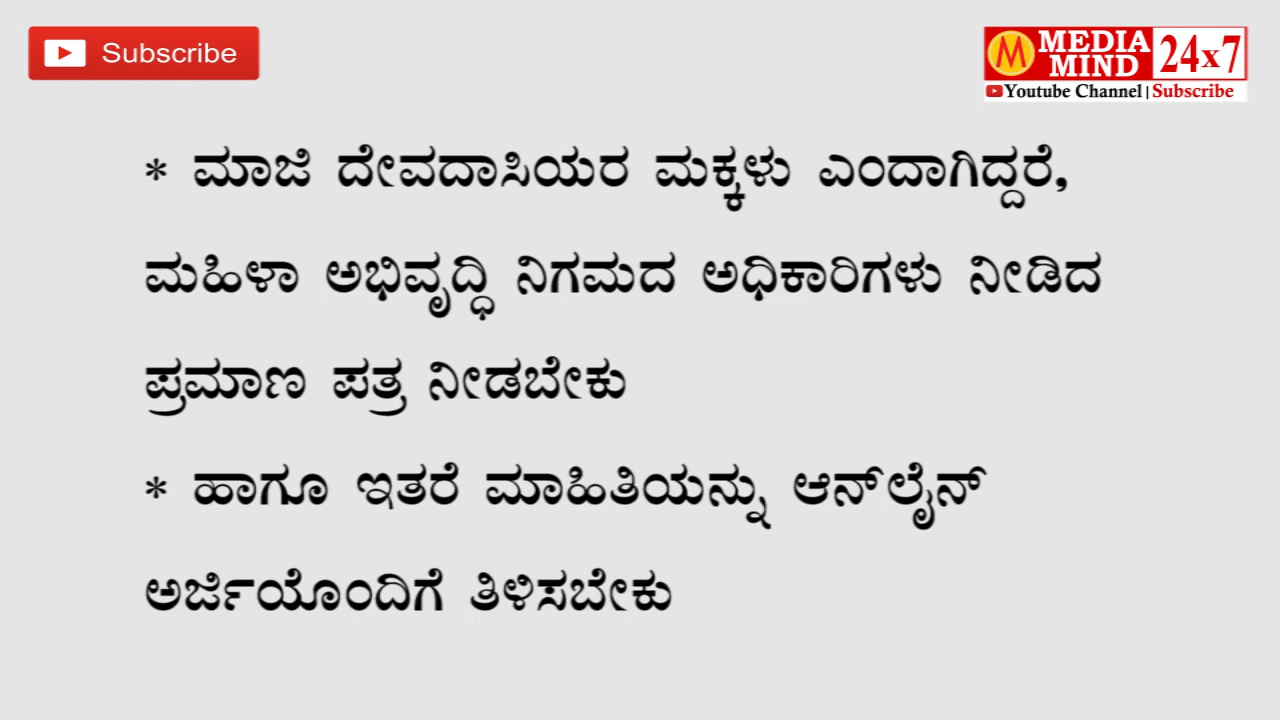 Subscribe
MEDIA MIND 24x7
Youtube Channel | Subscribe
* ಮಾಜಿ ದೇವದಾಸಿಯರ ಮಕ್ಕಳು ಎಂದಾಗಿದ್ದರೆ,
ಮಹಿಳಾ ಅಭಿವೃದ್ಧಿ ನಿಗಮದ ಅಧಿಕಾರಿಗಳು ನೀಡಿದ
ಪ್ರಮಾಣ ಪತ್ರ ನೀಡಬೇಕು
* ಹಾಗೂ ಇತರೆ ಮಾಹಿತಿಯನ್ನು ಆನ್‌ಲೈನ್
ಅರ್ಜಿಯೊಂದಿಗೆ ತಿಳಿಸಬೇಕು